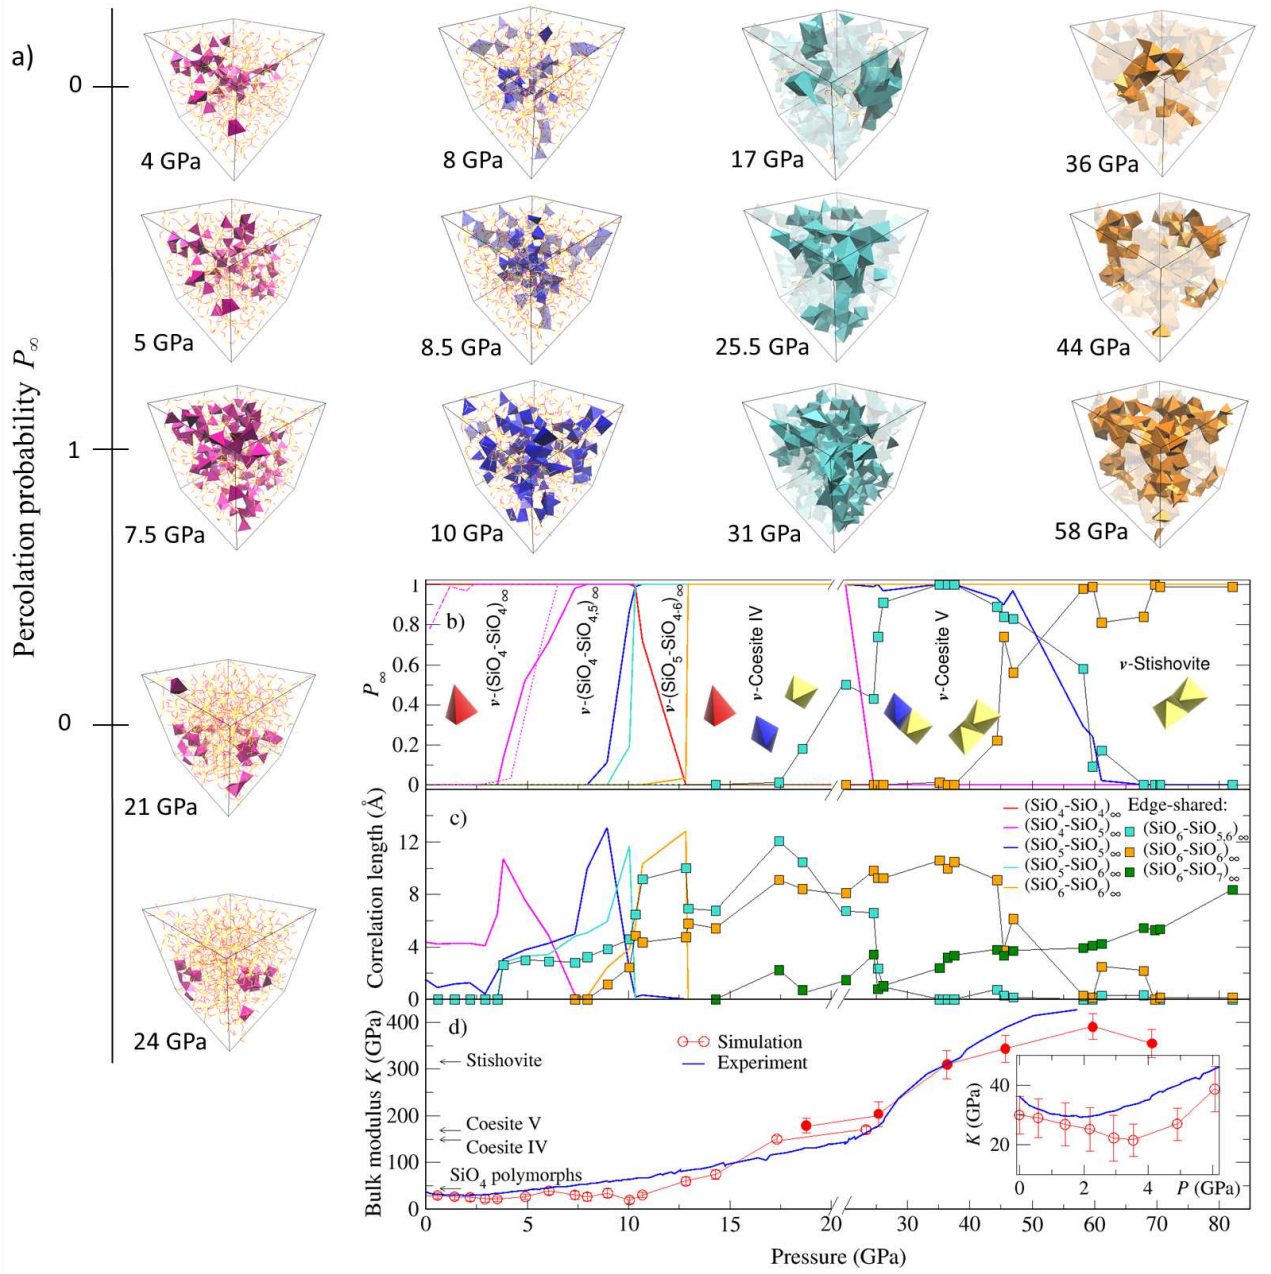 a)
Percolation probability P∞
0
1
0
4 GPa
8 GPa
17 GPa
36 GPa
5 GPa
8.5 GPa
25.5 GPa
44 GPa
7.5 GPa
10 GPa
31 GPa
58 GPa
21 GPa
24 GPa
b)
P∞
1
0.8
0.6
0.4
0.2
0
ν-(SiO4-SiO4)∞
ν-(SiO4-SiO4,5)∞
ν-(SiO5-SiO4-6)∞
ν-Coesite IV
ν-Coesite V
ν-Stishovite
c)
Correlation length (Å)
12
8
4
0
(SiO4-SiO4)∞
(SiO4-SiO5)∞
(SiO5-SiO5)∞
(SiO5-SiO6)∞
(SiO6-SiO6)∞
Edge-shared:
(SiO6-SiO5,6)∞
(SiO6-SiO6)∞
(SiO6-SiO7)∞
d)
Bulk modulus K (GPa)
400
300
200
100
0
Simulation
Experiment
Stishovite
Coesite V
Coesite IV
SiO4 polymorphs
K (GPa)
40
20
0 2 4 P (GPa)
0 5 10 15 20 30 40 50 60 70 80
Pressure (GPa)